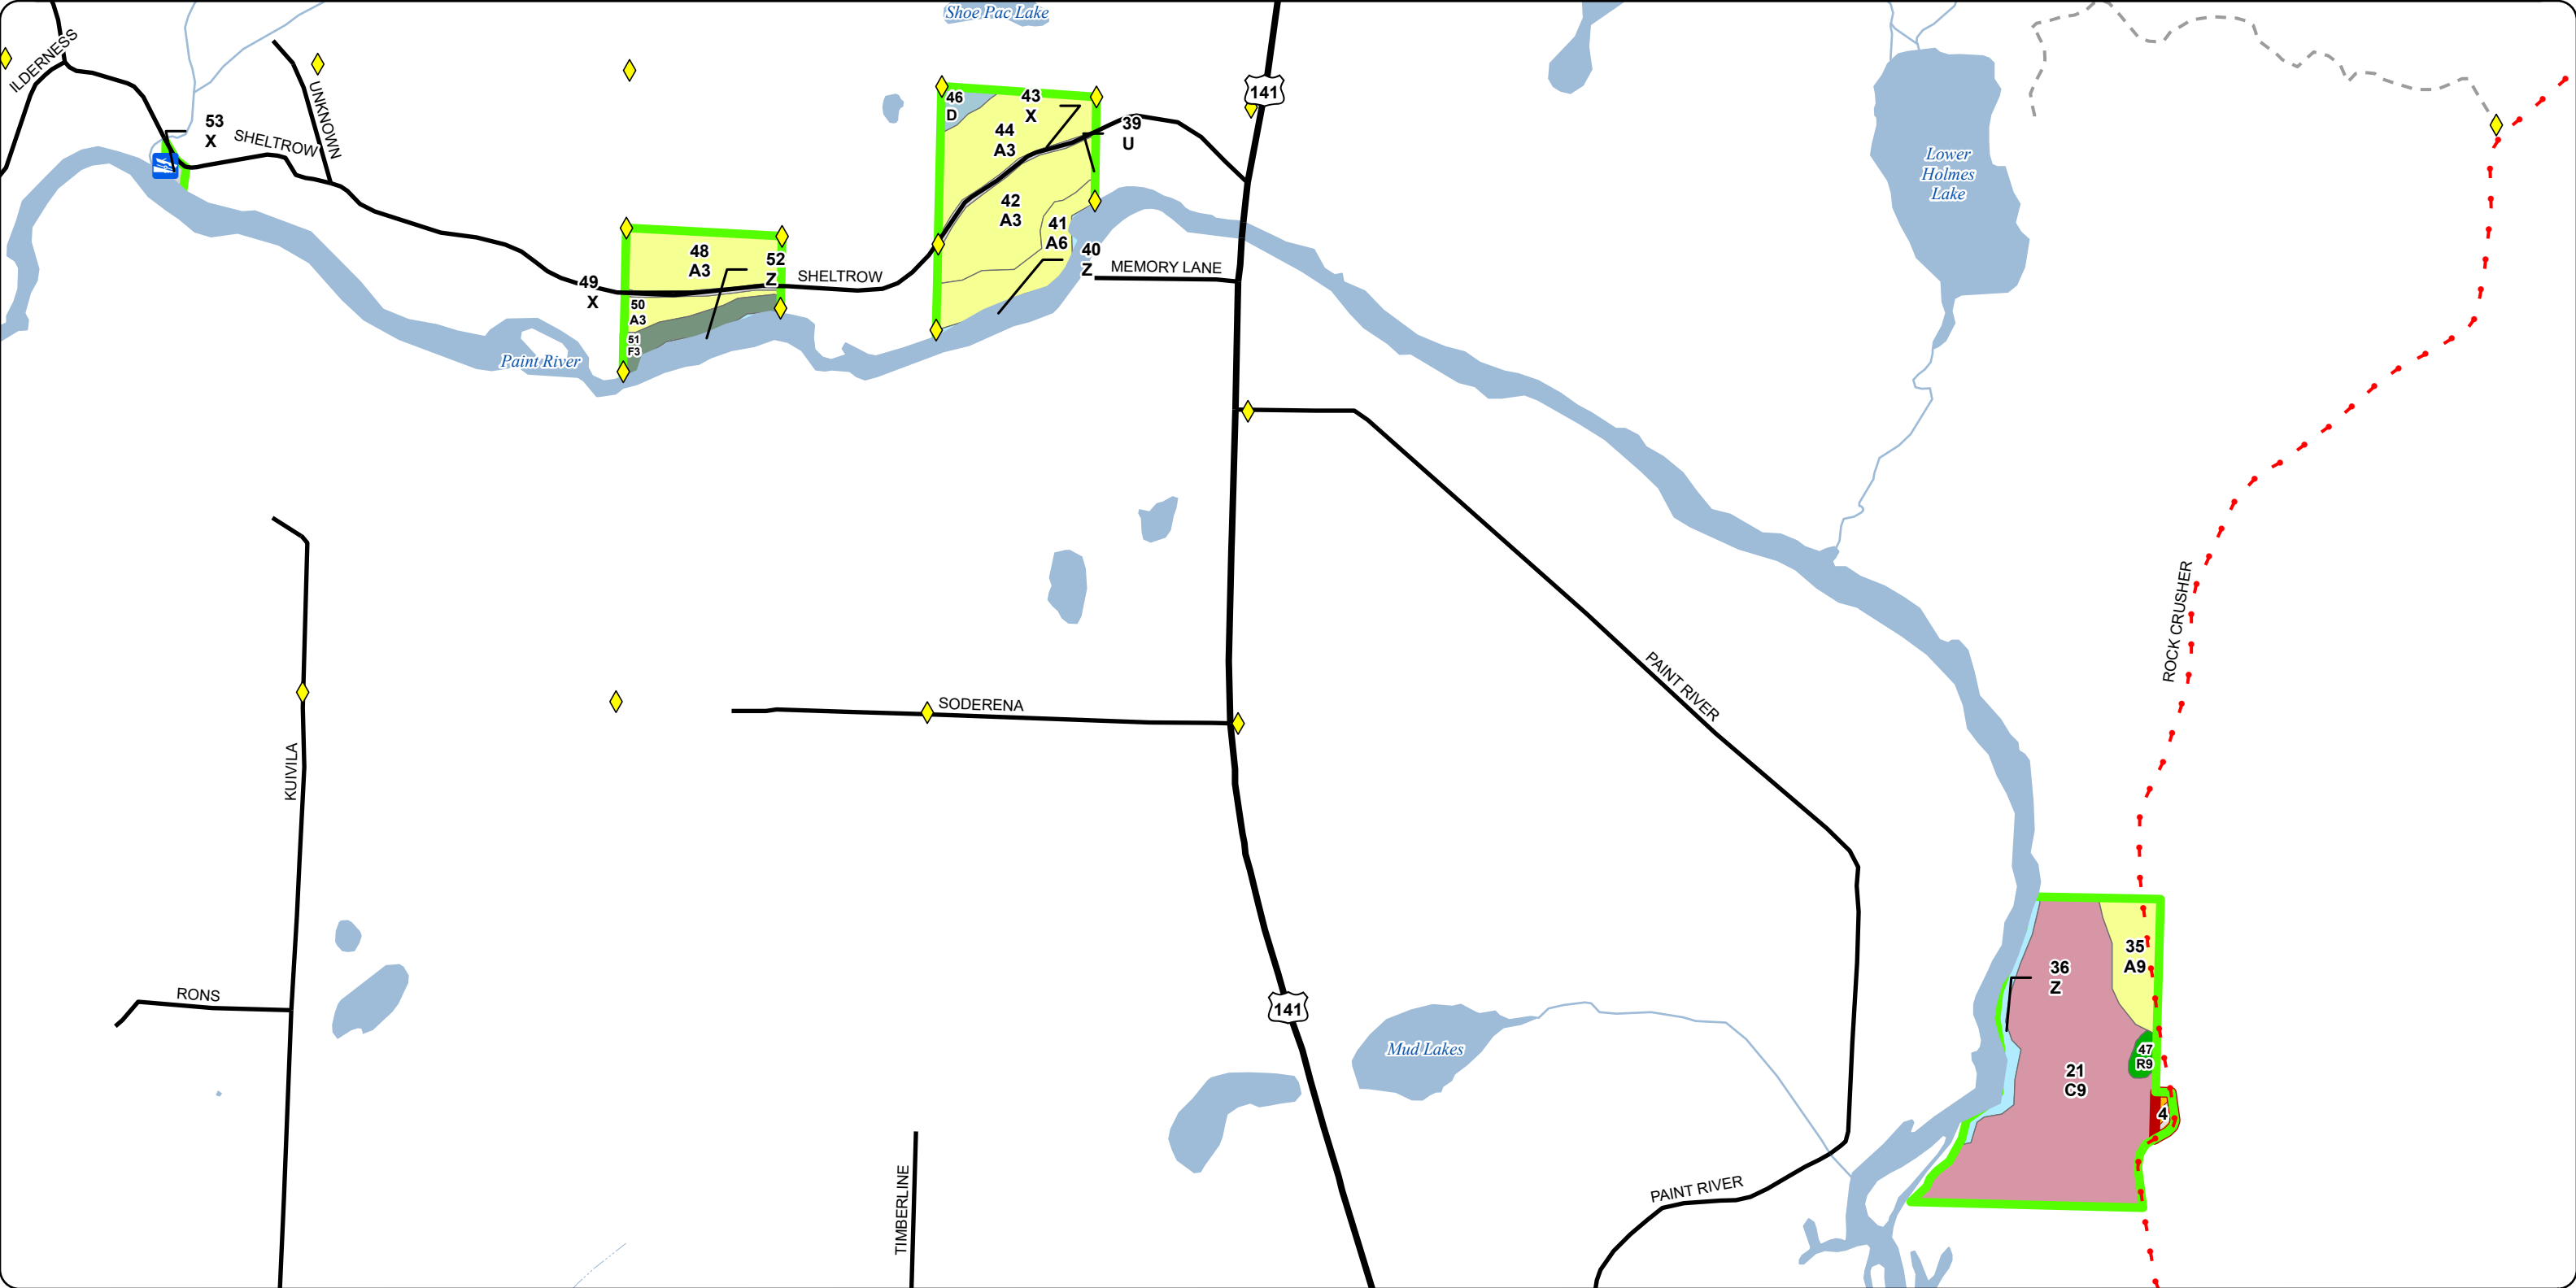 Shoe Pac Lake
ILDERNESS
UNKNOWN
53
X
SHELTROW
46
D
43
X
44
A3
39
U
141
42
A3
41
A6
40
Z
MEMORY LANE
48
A3
52
Z
SHELTROW
49
X
50
A3
51
F3
Paint River
Lower
Holmes
Lake
ROCK CRUSHER
PAINT RIVER
SODERENA
KUIVILA
RONS
141
Mud Lakes
35
A9
36
Z
47
R9
21
C9
4
PAINT RIVER
TIMBERLINE